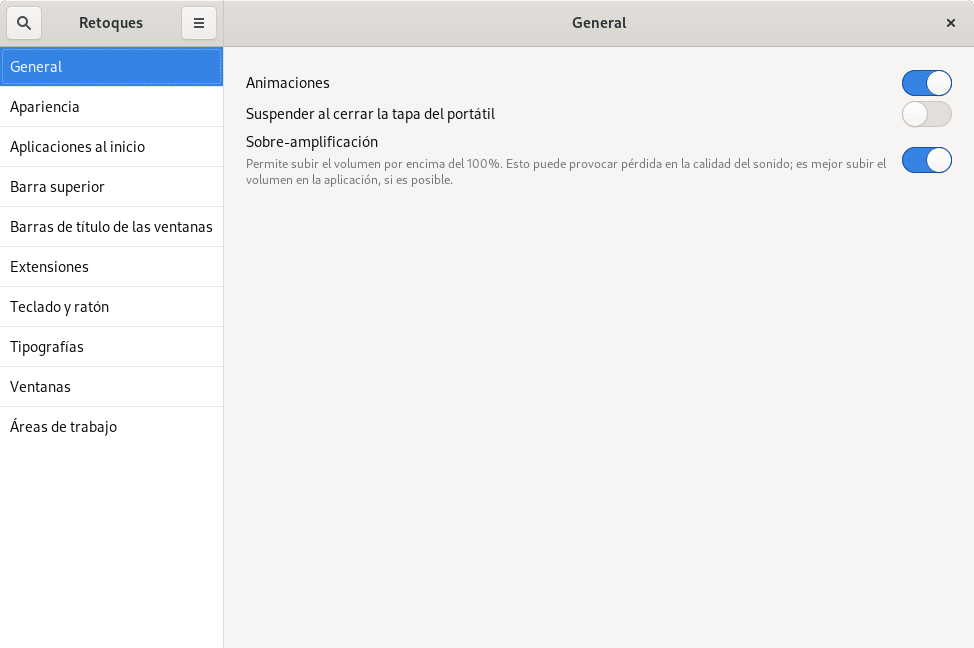 Retoques
General
General
Apariencia
Aplicaciones al inicio
Barra superior
Barras de título de las ventanas
Extensiones
Teclado y ratón
Tipografías
Ventanas
Áreas de trabajo
Animaciones
Suspender al cerrar la tapa del portátil
Sobre-amplificación
Permite subir el volumen por encima del 100%. Esto puede provocar pérdida en la calidad del sonido; es mejor subir el
volumen en la aplicación, si es posible.